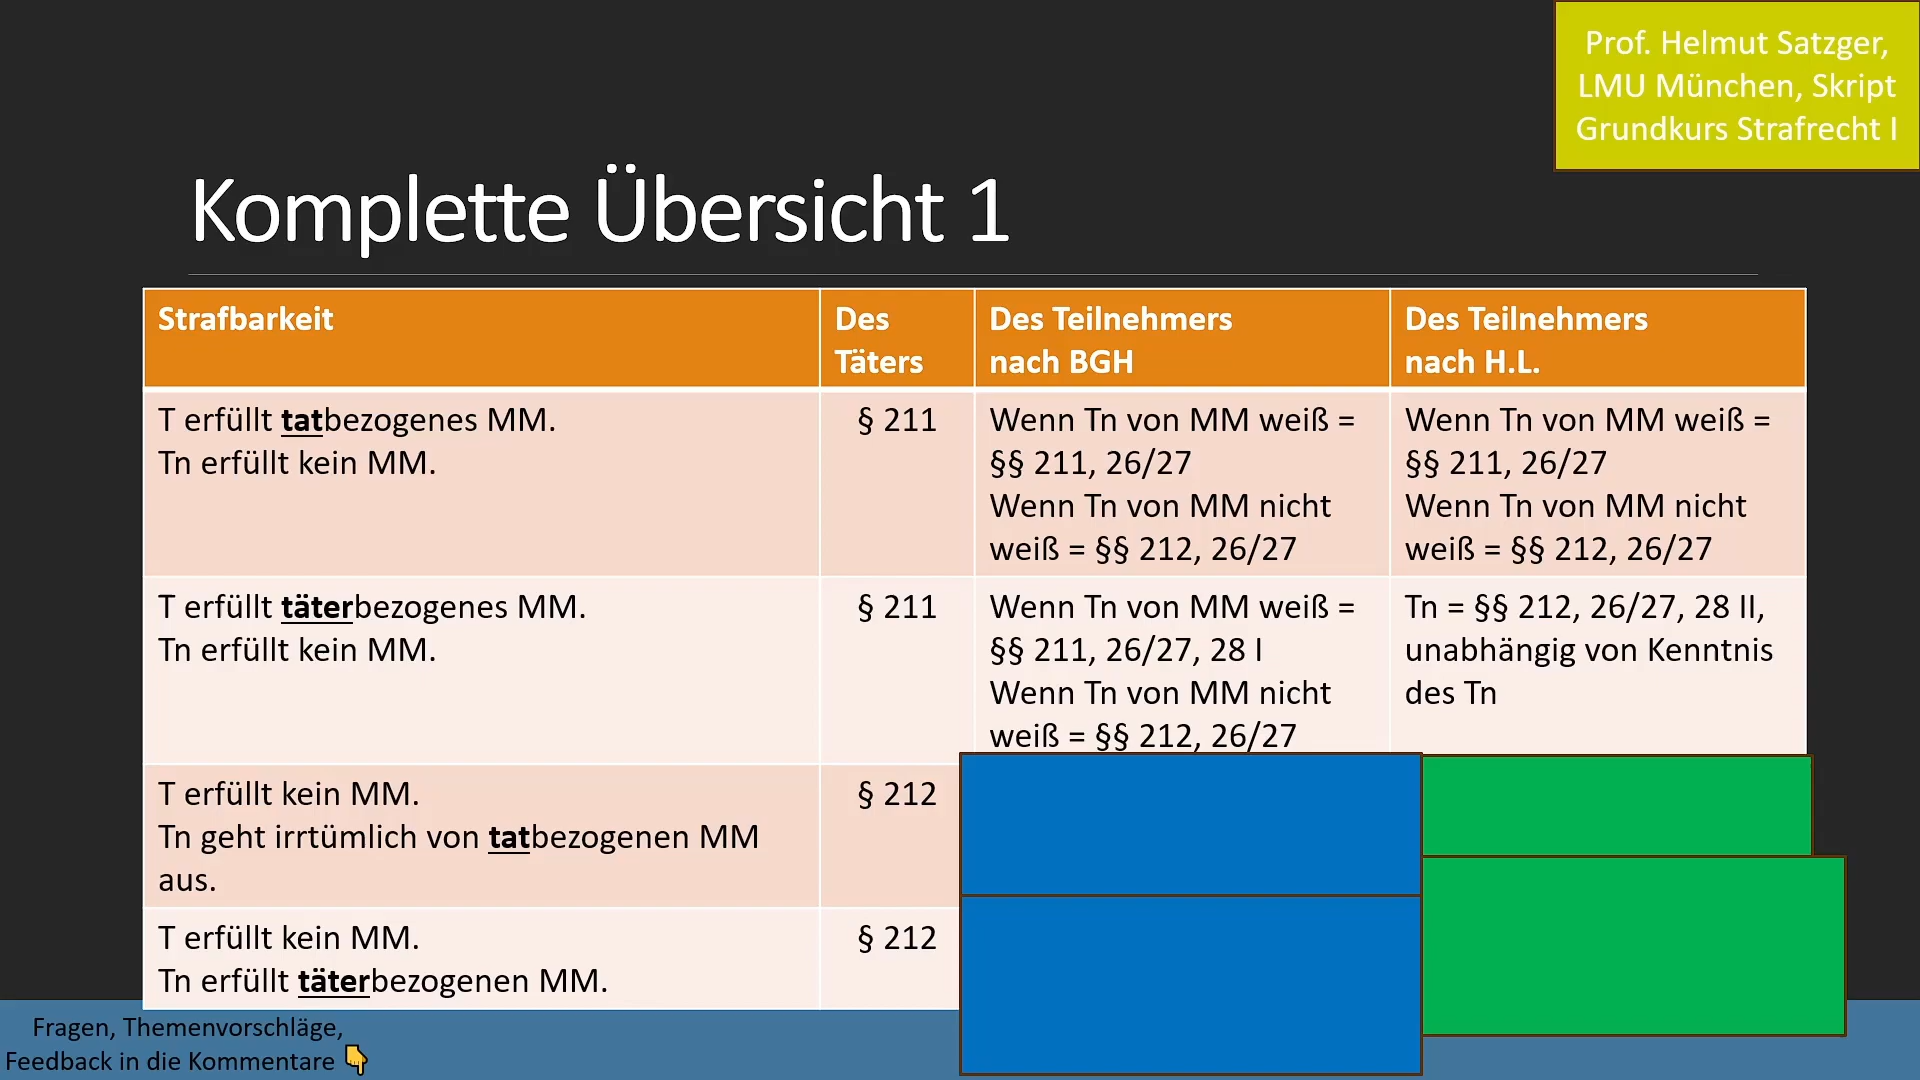 Prof. Helmut Satzger,
LMU München, Skript
Grundkurs Strafrecht I
Komplette Übersicht 1
Strafbarkeit
Des
Täters
Des Teilnehmers
nach BGH
Des Teilnehmers
nach H.L.
T erfüllt tatbezogenes MM.
Tn erfüllt kein MM.
§ 211
Wenn Tn von MM weiß =
§§ 211, 26/27
Wenn Tn von MM nicht
weiß = §§ 212, 26/27
Wenn Tn von MM weiß =
§§ 211, 26/27
Wenn Tn von MM nicht
weiß = §§ 212, 26/27
T erfüllt täterbezogenes MM.
Tn erfüllt kein MM.
§ 211
Wenn Tn von MM weiß =
§§ 211, 26/27, 28 I
Wenn Tn von MM nicht
weiß = §§ 212, 26/27
Tn = §§ 212, 26/27, 28 II,
unabhängig von Kenntnis
des Tn
T erfüllt kein MM.
Tn geht irrtümlich von tatbezogenen MM
aus.
§ 212
T erfüllt kein MM.
Tn erfüllt täterbezogenen MM.
§ 212
Fragen, Themenvorschläge,
Feedback in die Kommentare 👇